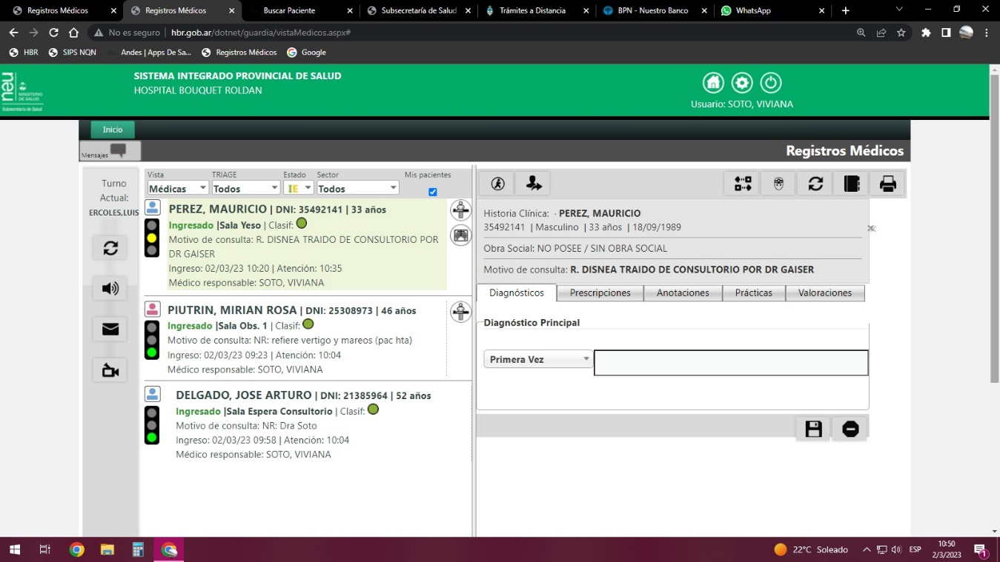 Registros Médicos
Registros Médicos
Buscar Paciente
Subsecretaría de Salud
Trámites a Distancia
BPN - Nuestro Banco
WhatsApp
No es seguro | hbr.gob.ar/dotnet/guardia/vistaMedicos.aspx#
HBR
SIPS NQN
Andes | Apps De Sa...
Registros Médicos
Google
neu
MINISTERIO
DE SALUD
Subsecretaría de Salud
SISTEMA INTEGRADO PROVINCIAL DE SALUD
HOSPITAL BOUQUET ROLDAN
Usuario: SOTO, VIVIANA
Inicio
Mensajes
Registros Médicos
Turno
Actual:
ERCOLES,LUIS
Vista
TRIAGE
Estado
Sector
Mis pacientes
Médicas
Todos
IE
Todos
PEREZ, MAURICIO | DNI: 35492141 | 33 años
Ingresado |Sala Yeso | Clasif:
Motivo de consulta: R. DISNEA TRAIDO DE CONSULTORIO POR
DR GAISER
Ingreso: 02/03/23 10:20 | Atención: 10:35
Médico responsable: SOTO, VIVIANA
PIUTRIN, MIRIAN ROSA | DNI: 25308973 | 46 años
Ingresado |Sala Obs. 1 | Clasif:
Motivo de consulta: NR: refiere vertigo y mareos (pac hta)
Ingreso: 02/03/23 09:23 | Atención: 10:04
Médico responsable: SOTO, VIVIANA
DELGADO, JOSE ARTURO | DNI: 21385964 | 52 años
Ingresado |Sala Espera Consultorio | Clasif:
Motivo de consulta: NR: Dra Soto
Ingreso: 02/03/23 09:58 | Atención: 10:04
Médico responsable: SOTO, VIVIANA
Historia Clínica: · PEREZ, MAURICIO
35492141 | Masculino | 33 años | 18/09/1989
Obra Social: NO POSEE / SIN OBRA SOCIAL
Motivo de consulta: R. DISNEA TRAIDO DE CONSULTORIO POR DR GAISER
Diagnósticos
Prescripciones
Anotaciones
Prácticas
Valoraciones
Diagnóstico Principal
Primera Vez
22°C Soleado
ESP
10:50
2/3/2023
1